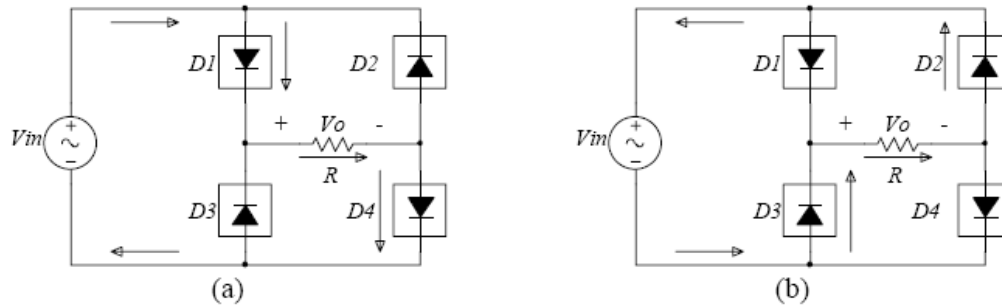 D1 D2 D1 D2
Vin + − + Vo - Vin + − + Vo -
R R
D3 D4 D3 D4
(a) (b)